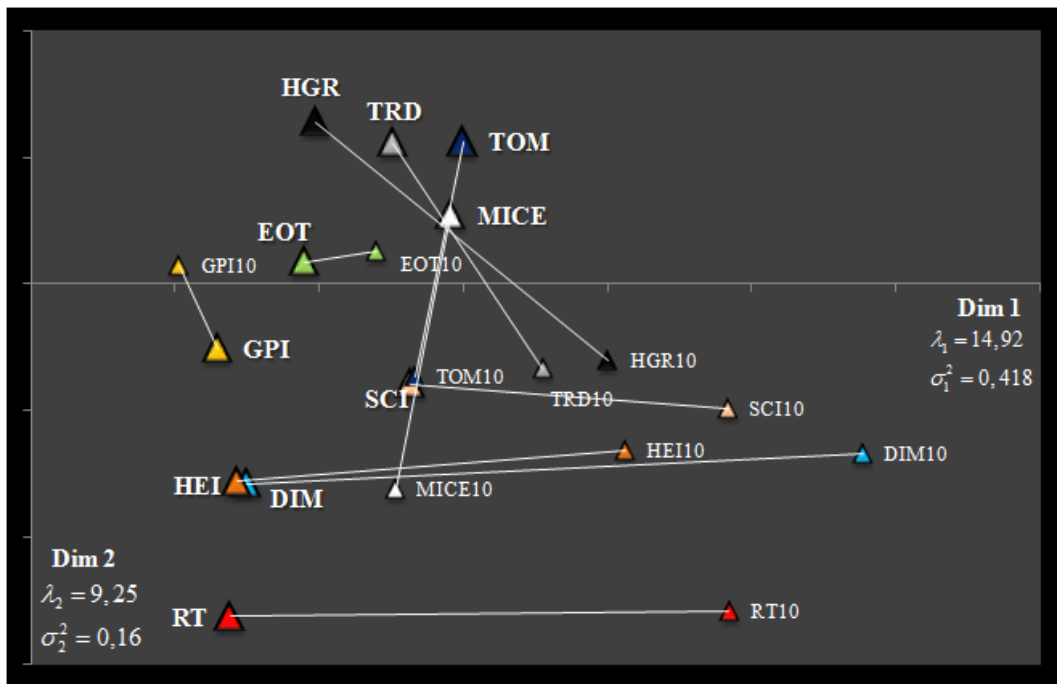 HGR
TRD
TOM
MICE
EOT
GPI10
EOT10
Dim 1
λ₁ = 14,92
σ₁² = 0,418
GPI
HGR10
TOM10
TRD10
SCI
SCI10
HEI10
DIM10
HEI
DIM
MICE10
Dim 2
λ₂ = 9,25
σ₂² = 0,16
RT
RT10